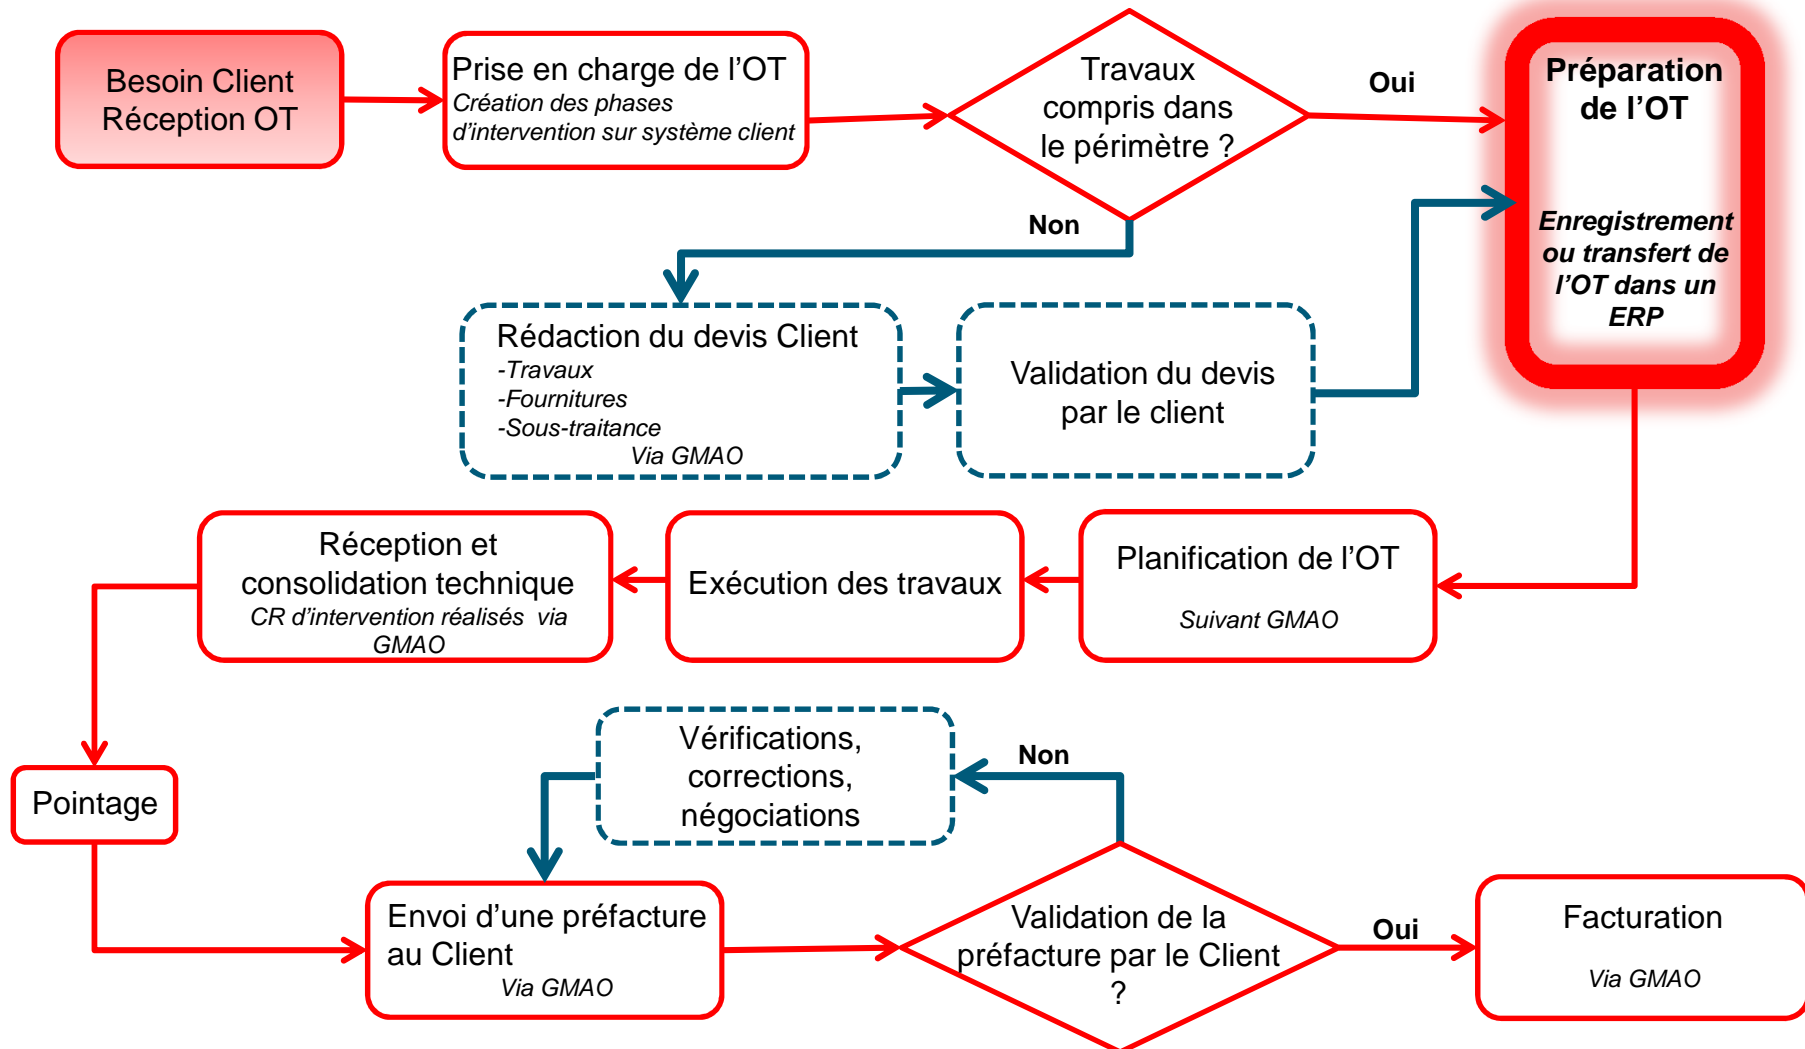 Besoin Client
Réception OT
Prise en charge de l’OT
Création des phases
d’intervention sur système client
Travaux
compris dans
le périmètre ?
Oui
Préparation
de l’OT
Enregistrement
ou transfert de
l’OT dans un
ERP
Non
Rédaction du devis Client
-Travaux
-Fournitures
-Sous-traitance
Via GMAO
Validation du devis
par le client
Réception et
consolidation technique
CR d’intervention réalisés via
GMAO
Exécution des travaux
Planification de l’OT
Suivant GMAO
Vérifications,
corrections,
négociations
Non
Pointage
Envoi d’une préfacture
au Client
Via GMAO
Validation de la
préfacture par le Client
?
Oui
Facturation
Via GMAO